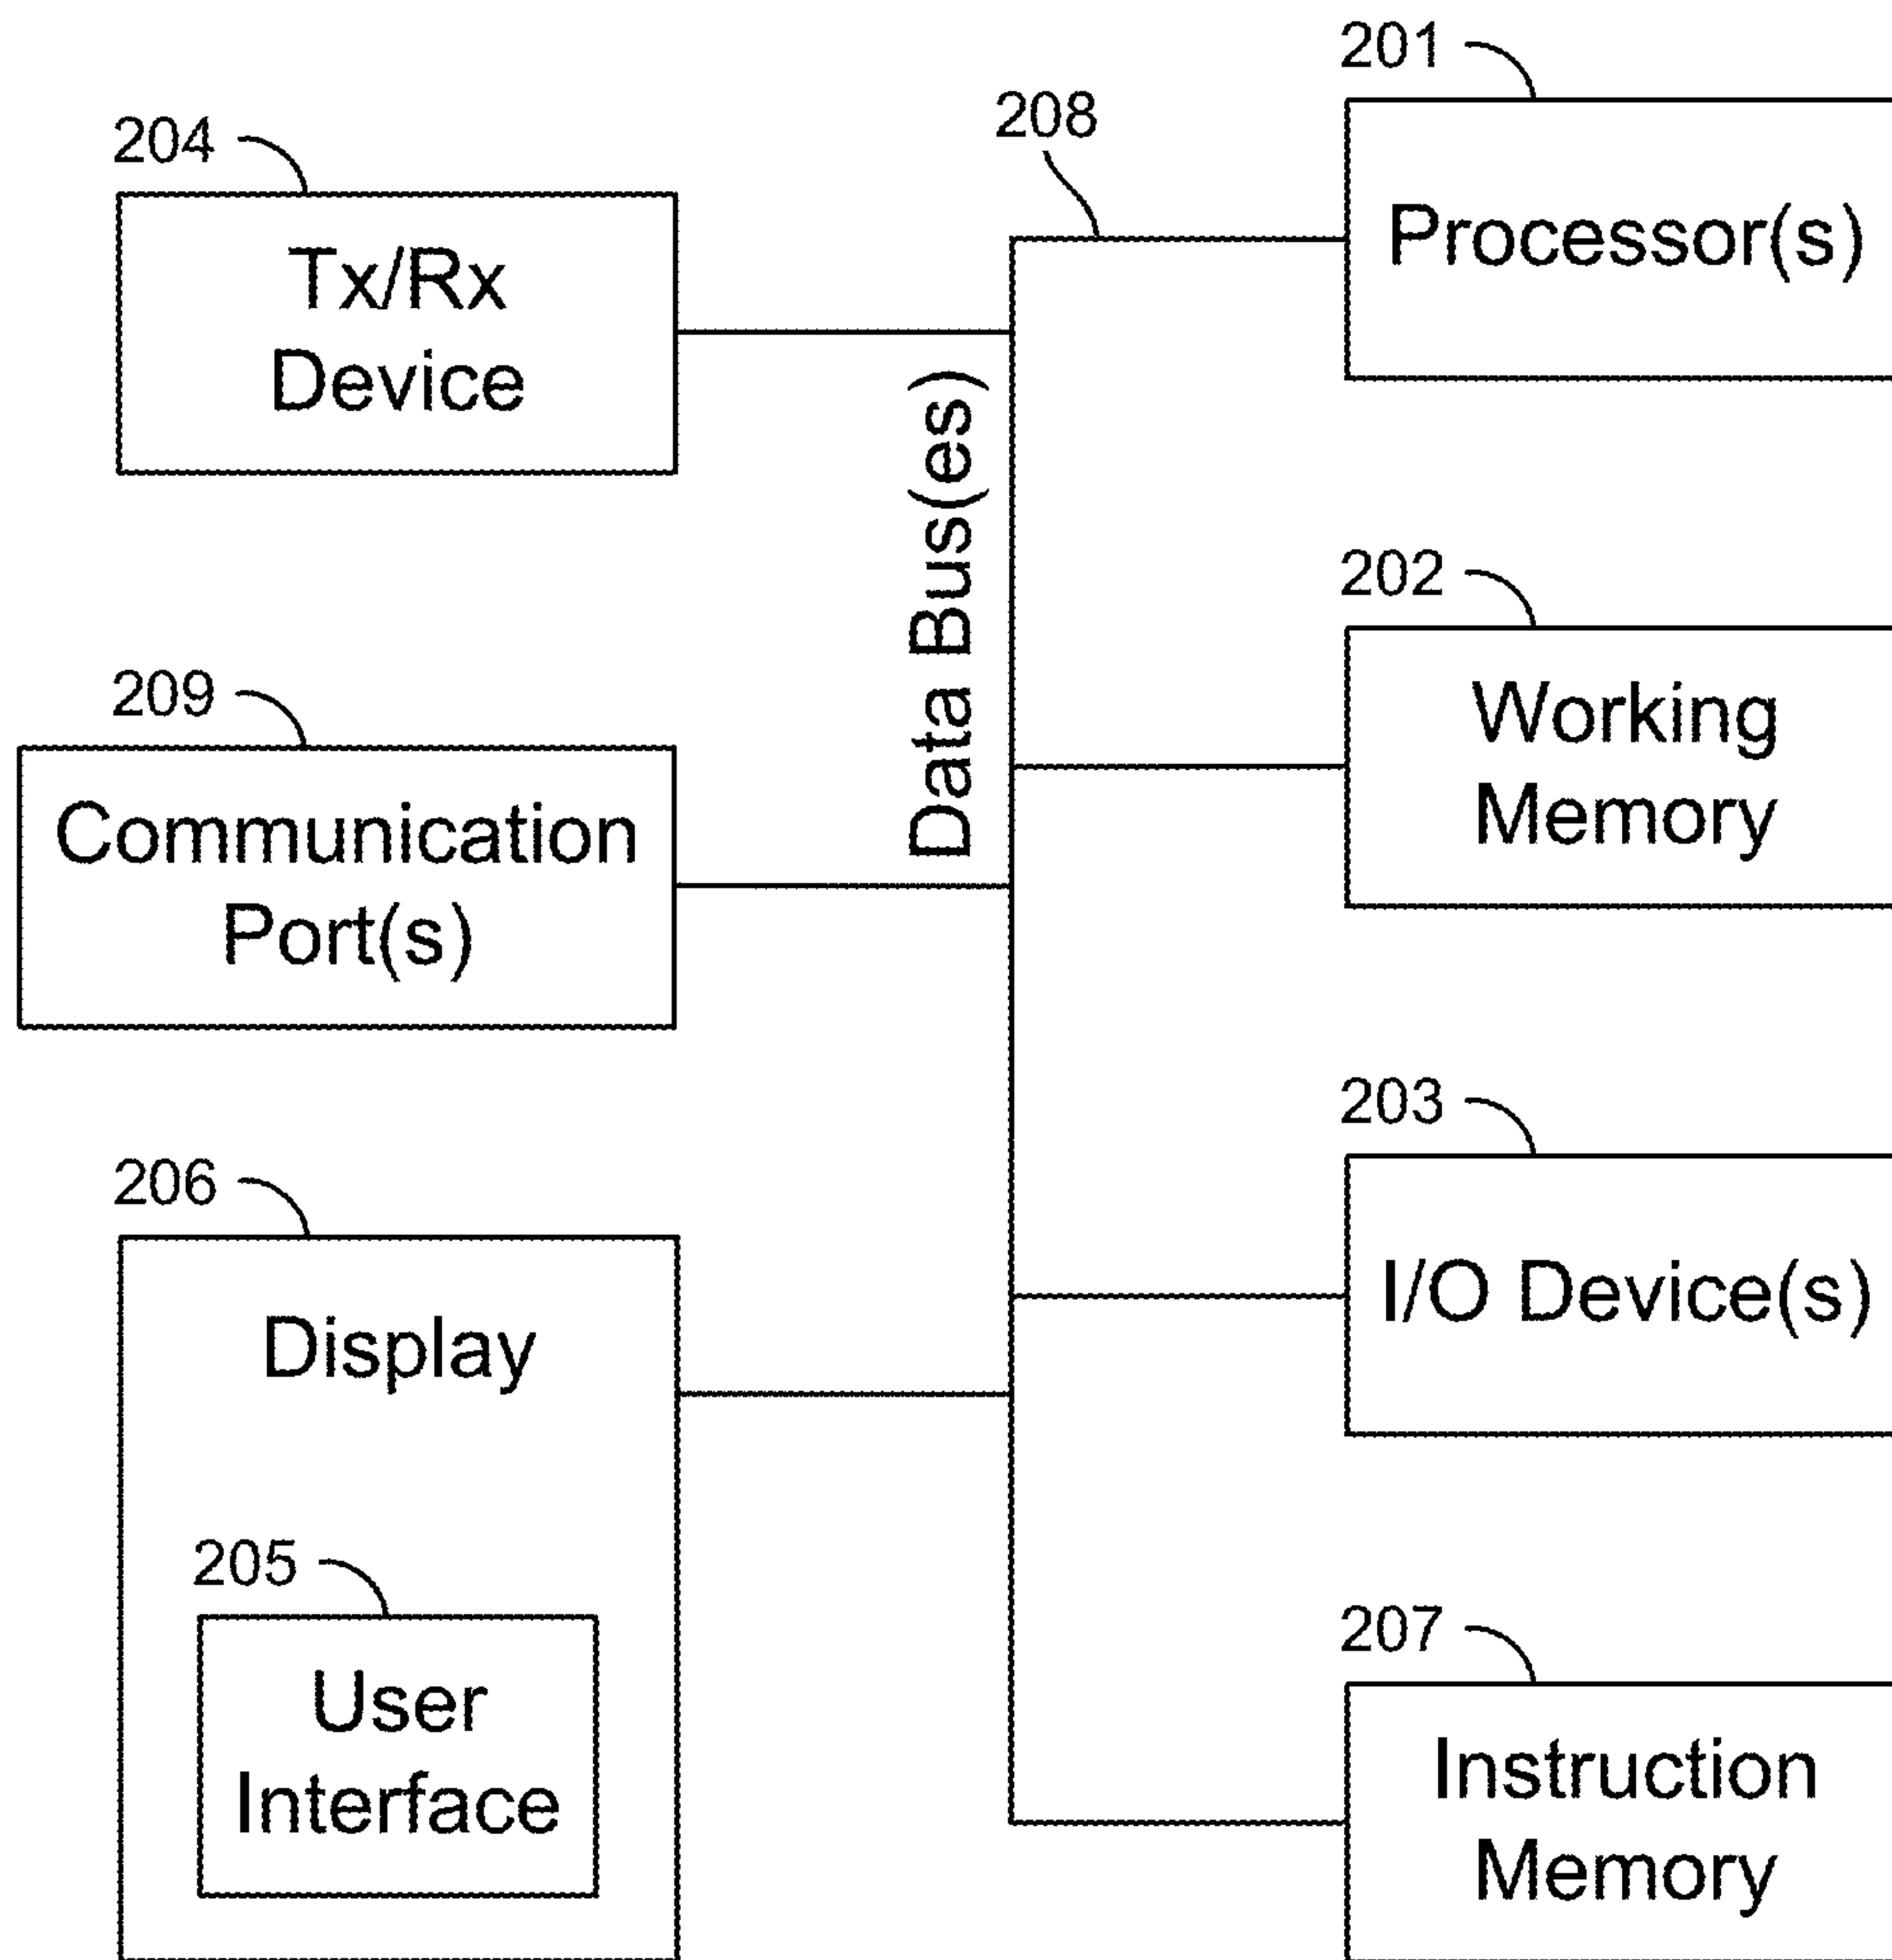 201
Processor(s)
208
204
Tx/Rx
Device
Data Bus(es)
202
Working
Memory
209
Communication
Port(s)
203
I/O Device(s)
206
Display
205
User
Interface
207
Instruction
Memory